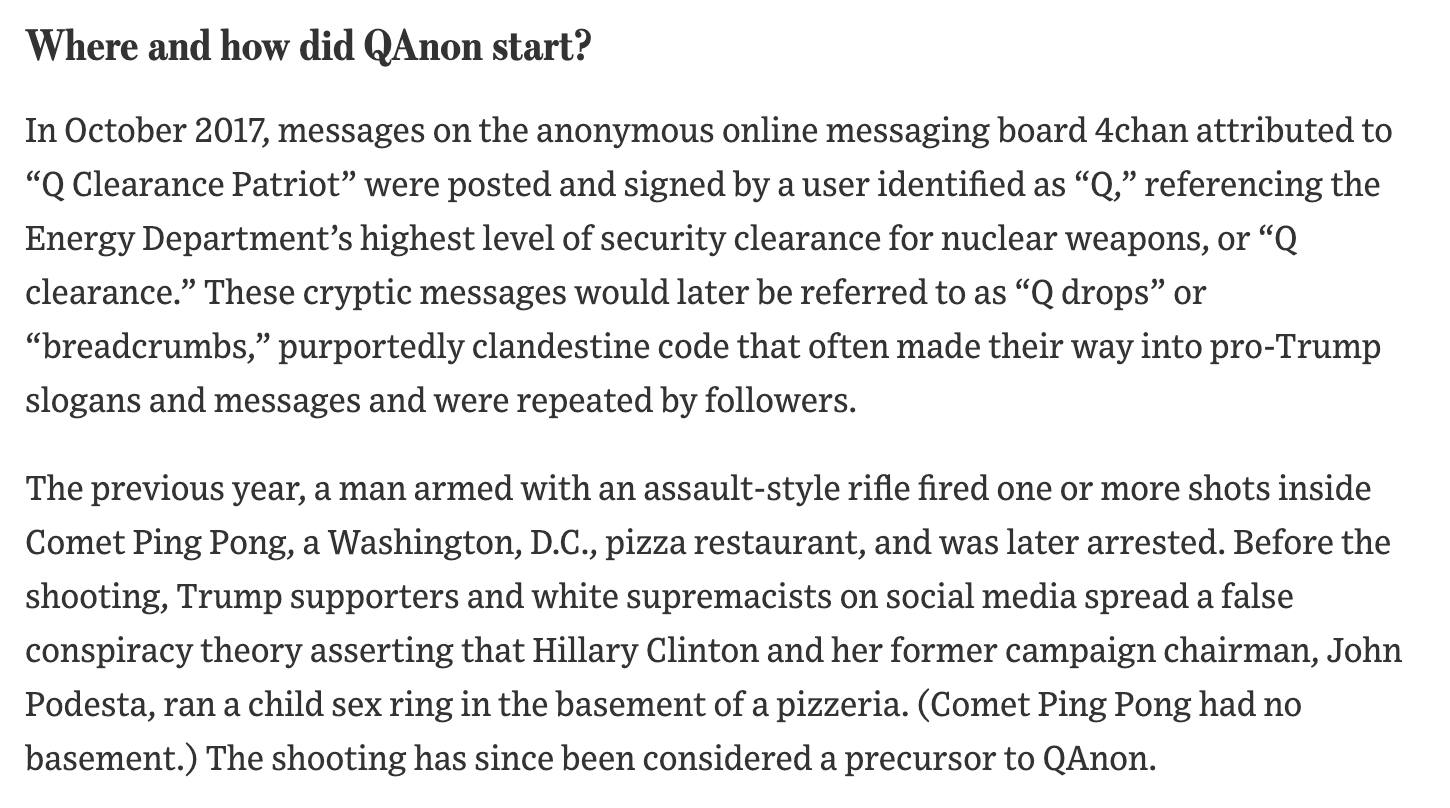 Where and how did QAnon start?
In October 2017, messages on the anonymous online messaging board 4chan attributed to
“Q Clearance Patriot” were posted and signed by a user identified as “Q,” referencing the
Energy Department’s highest level of security clearance for nuclear weapons, or “Q
clearance.” These cryptic messages would later be referred to as “Q drops” or
“breadcrumbs,” purportedly clandestine code that often made their way into pro-Trump
slogans and messages and were repeated by followers.
The previous year, a man armed with an assault-style rifle fired one or more shots inside
Comet Ping Pong, a Washington, D.C., pizza restaurant, and was later arrested. Before the
shooting, Trump supporters and white supremacists on social media spread a false
conspiracy theory asserting that Hillary Clinton and her former campaign chairman, John
Podesta, ran a child sex ring in the basement of a pizzeria. (Comet Ping Pong had no
basement.) The shooting has since been considered a precursor to QAnon.